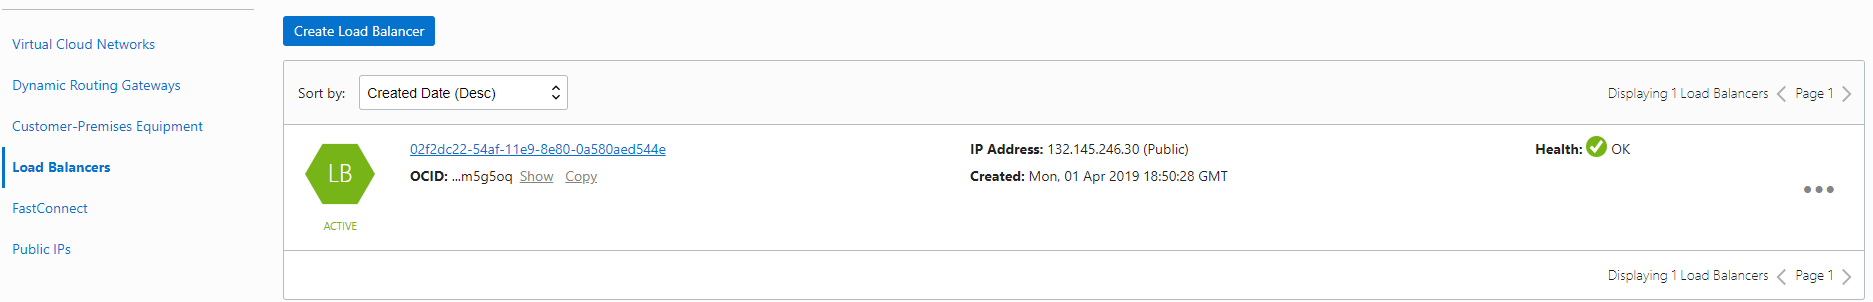 Virtual Cloud Networks
Dynamic Routing Gateways
Customer-Premises Equipment
Load Balancers
FastConnect
Public IPs
Create Load Balancer
Sort by: Created Date (Desc)
Displaying 1 Load Balancers Page 1
LB
ACTIVE
02f2dc22-54af-11e9-8e80-0a580aed544e
OCID: ...m5g5oq Show Copy
IP Address: 132.145.246.30 (Public)
Created: Mon, 01 Apr 2019 18:50:28 GMT
Health: OK
Displaying 1 Load Balancers Page 1